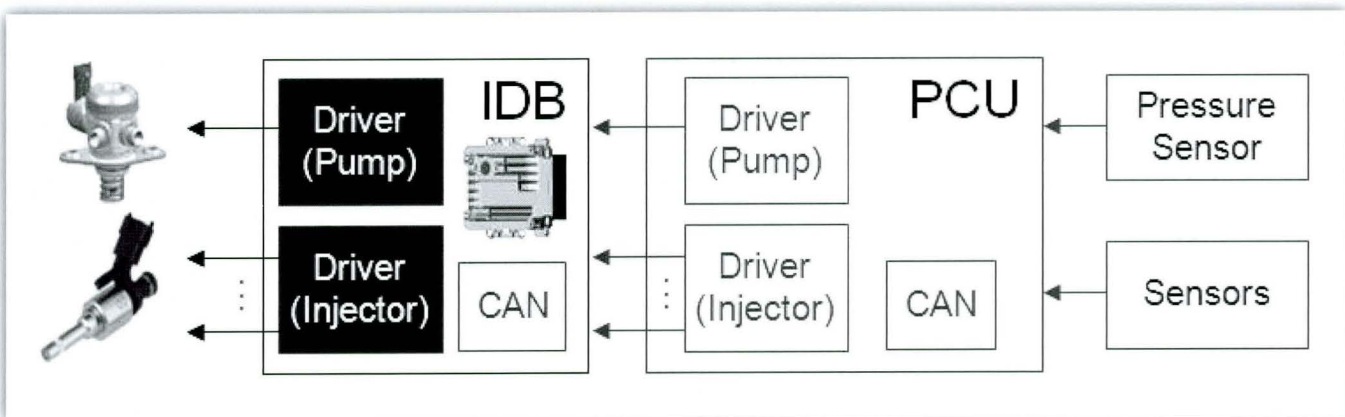 Driver
(Pump)
IDB
Driver
(Injector)
CAN
Driver
(Pump)
PCU
Driver
(Injector)
CAN
Pressure
Sensor
Sensors